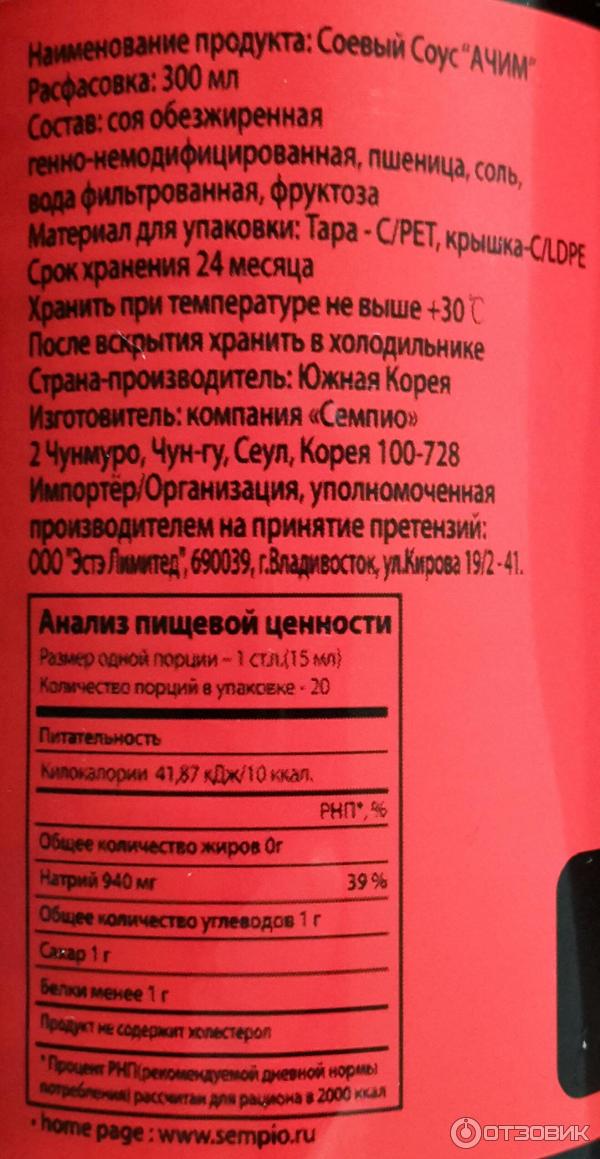 Наименование продукта: Соевый Соус "АЧИМ"
Расфасовка: 300 мл
Состав: соя обезжиренная
генно-немодифицированная, пшеница, соль,
вода фильтрованная, фруктоза
Материал для упаковки: Тара - C/PET, крышка-C/LDPE
Срок хранения 24 месяца
Хранить при температуре не выше +30℃
После вскрытия хранить в холодильнике
Страна-производитель: Южная Корея
Изготовитель: компания «Семпио»
2 Чунмуро, Чун-гу, Сеул, Корея 100-728
Импортёр/Организация, уполномоченная
производителем на принятие претензий:
ООО "Эстэ Лимитед", 690039, г.Владивосток, ул.Кирова 19/2-41.
Анализ пищевой ценности
Размер одной порции – 1 ст.л.(15 мл)
Количество порций в упаковке - 20
Питательность
Килокалории 41,87 кДж/10 ккал.
РНП*, %
Общее количество жиров 0г
Натрий 940 мг 39 %
Общее количество углеводов 1 г
Сахар 1 г
Белки менее 1 г
Продукт не содержит холестерол
* Процент РНП(рекомендуемой дневной нормы
потребления) рассчитан для рациона в 2000 ккал
· home page : www.sempio.ru
ОТЗОВИК